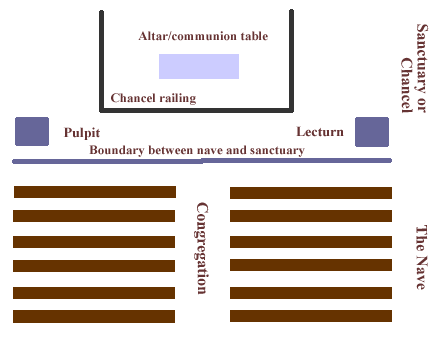 Altar/communion table
Chancel railing
Sanctuary or
Chancel
Pulpit
Lecturn
Boundary between nave and sanctuary
Congregation
The Nave